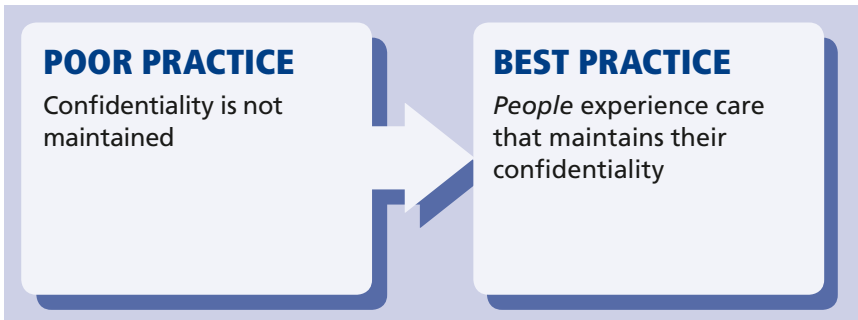 POOR PRACTICE
Confidentiality is not
maintained
BEST PRACTICE
People experience care
that maintains their
confidentiality